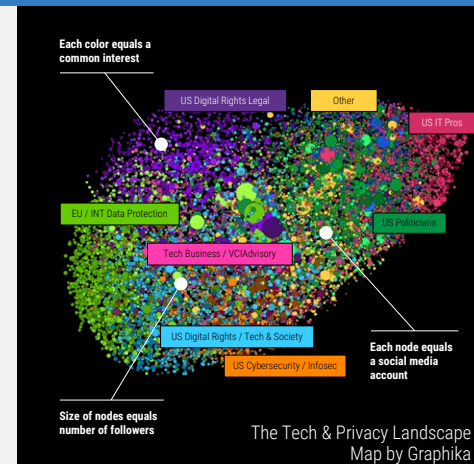 Each color equals a
common interest
US Digital Rights Legal
Other
US IT Pros
EU / INT Data Protection
US Politicians
Tech Business / VC/Advisory
US Digital Rights / Tech & Society
US Cybersecurity / Infosec
Each node equals
a social media
account
Size of nodes equals
number of followers
The Tech & Privacy Landscape
Map by Graphika